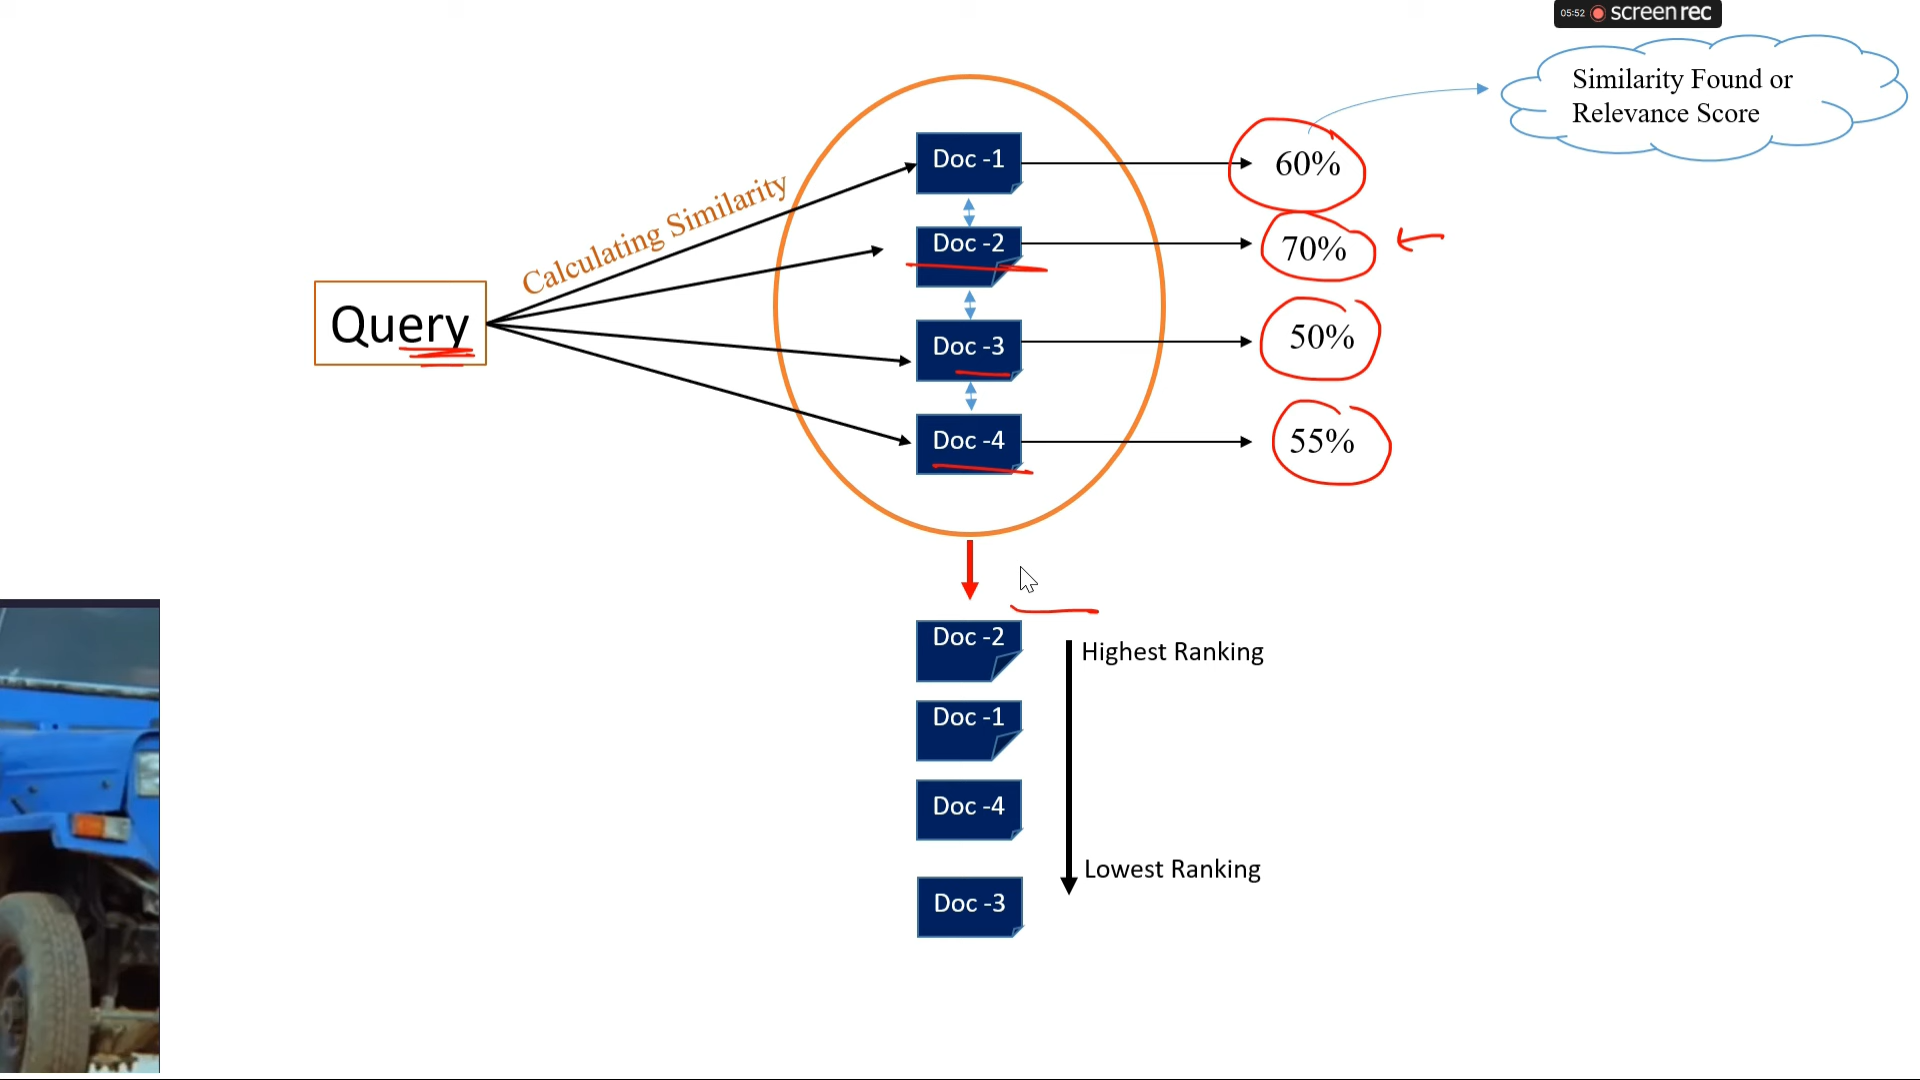 05:52 screenrec
Similarity Found or
Relevance Score
Calculating Similarity
Query
Doc -1
60%
Doc -2
70%
Doc -3
50%
Doc -4
55%
Doc -2
Highest Ranking
Doc -1
Doc -4
Lowest Ranking
Doc -3